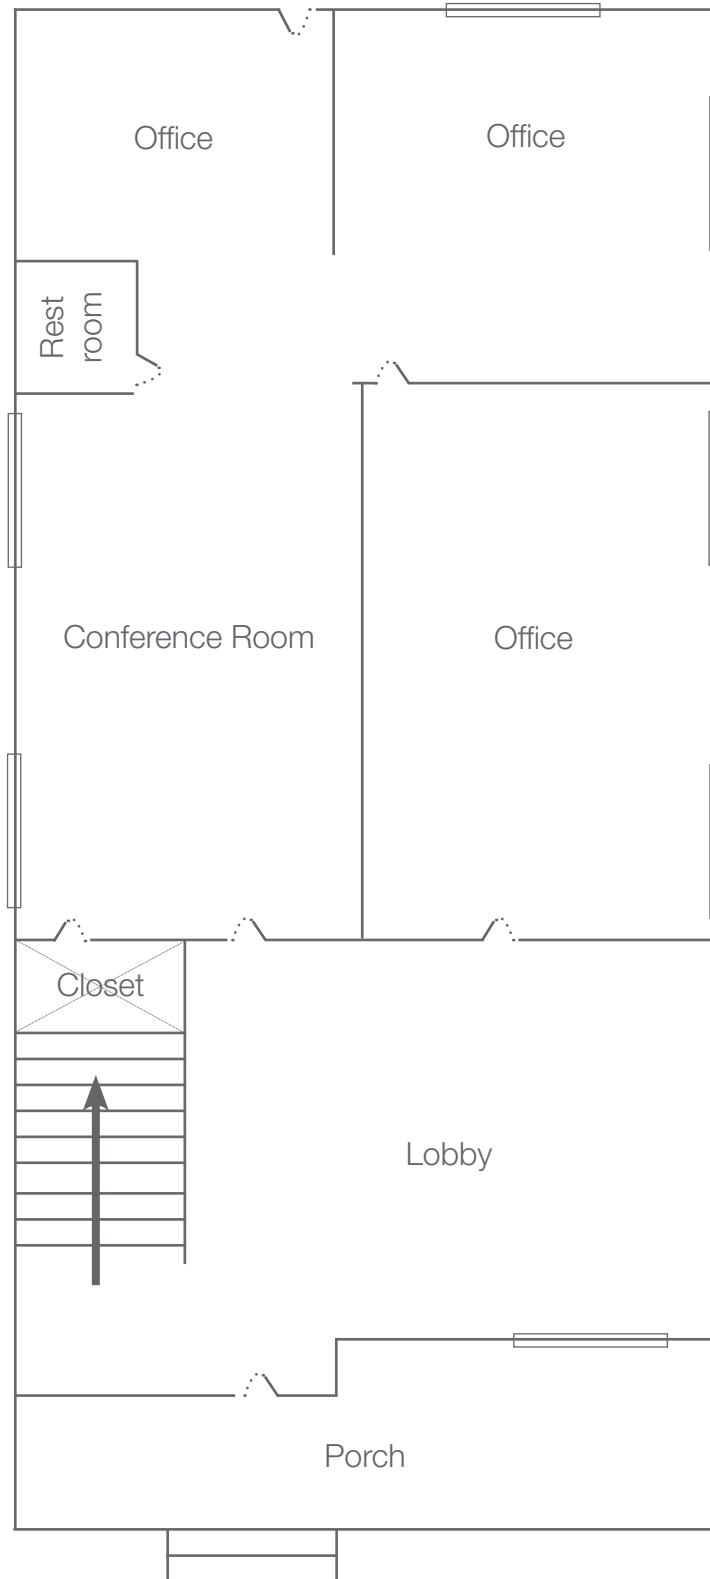 Office
Office
Rest
room
Conference Room
Office
Closet
Lobby
Porch